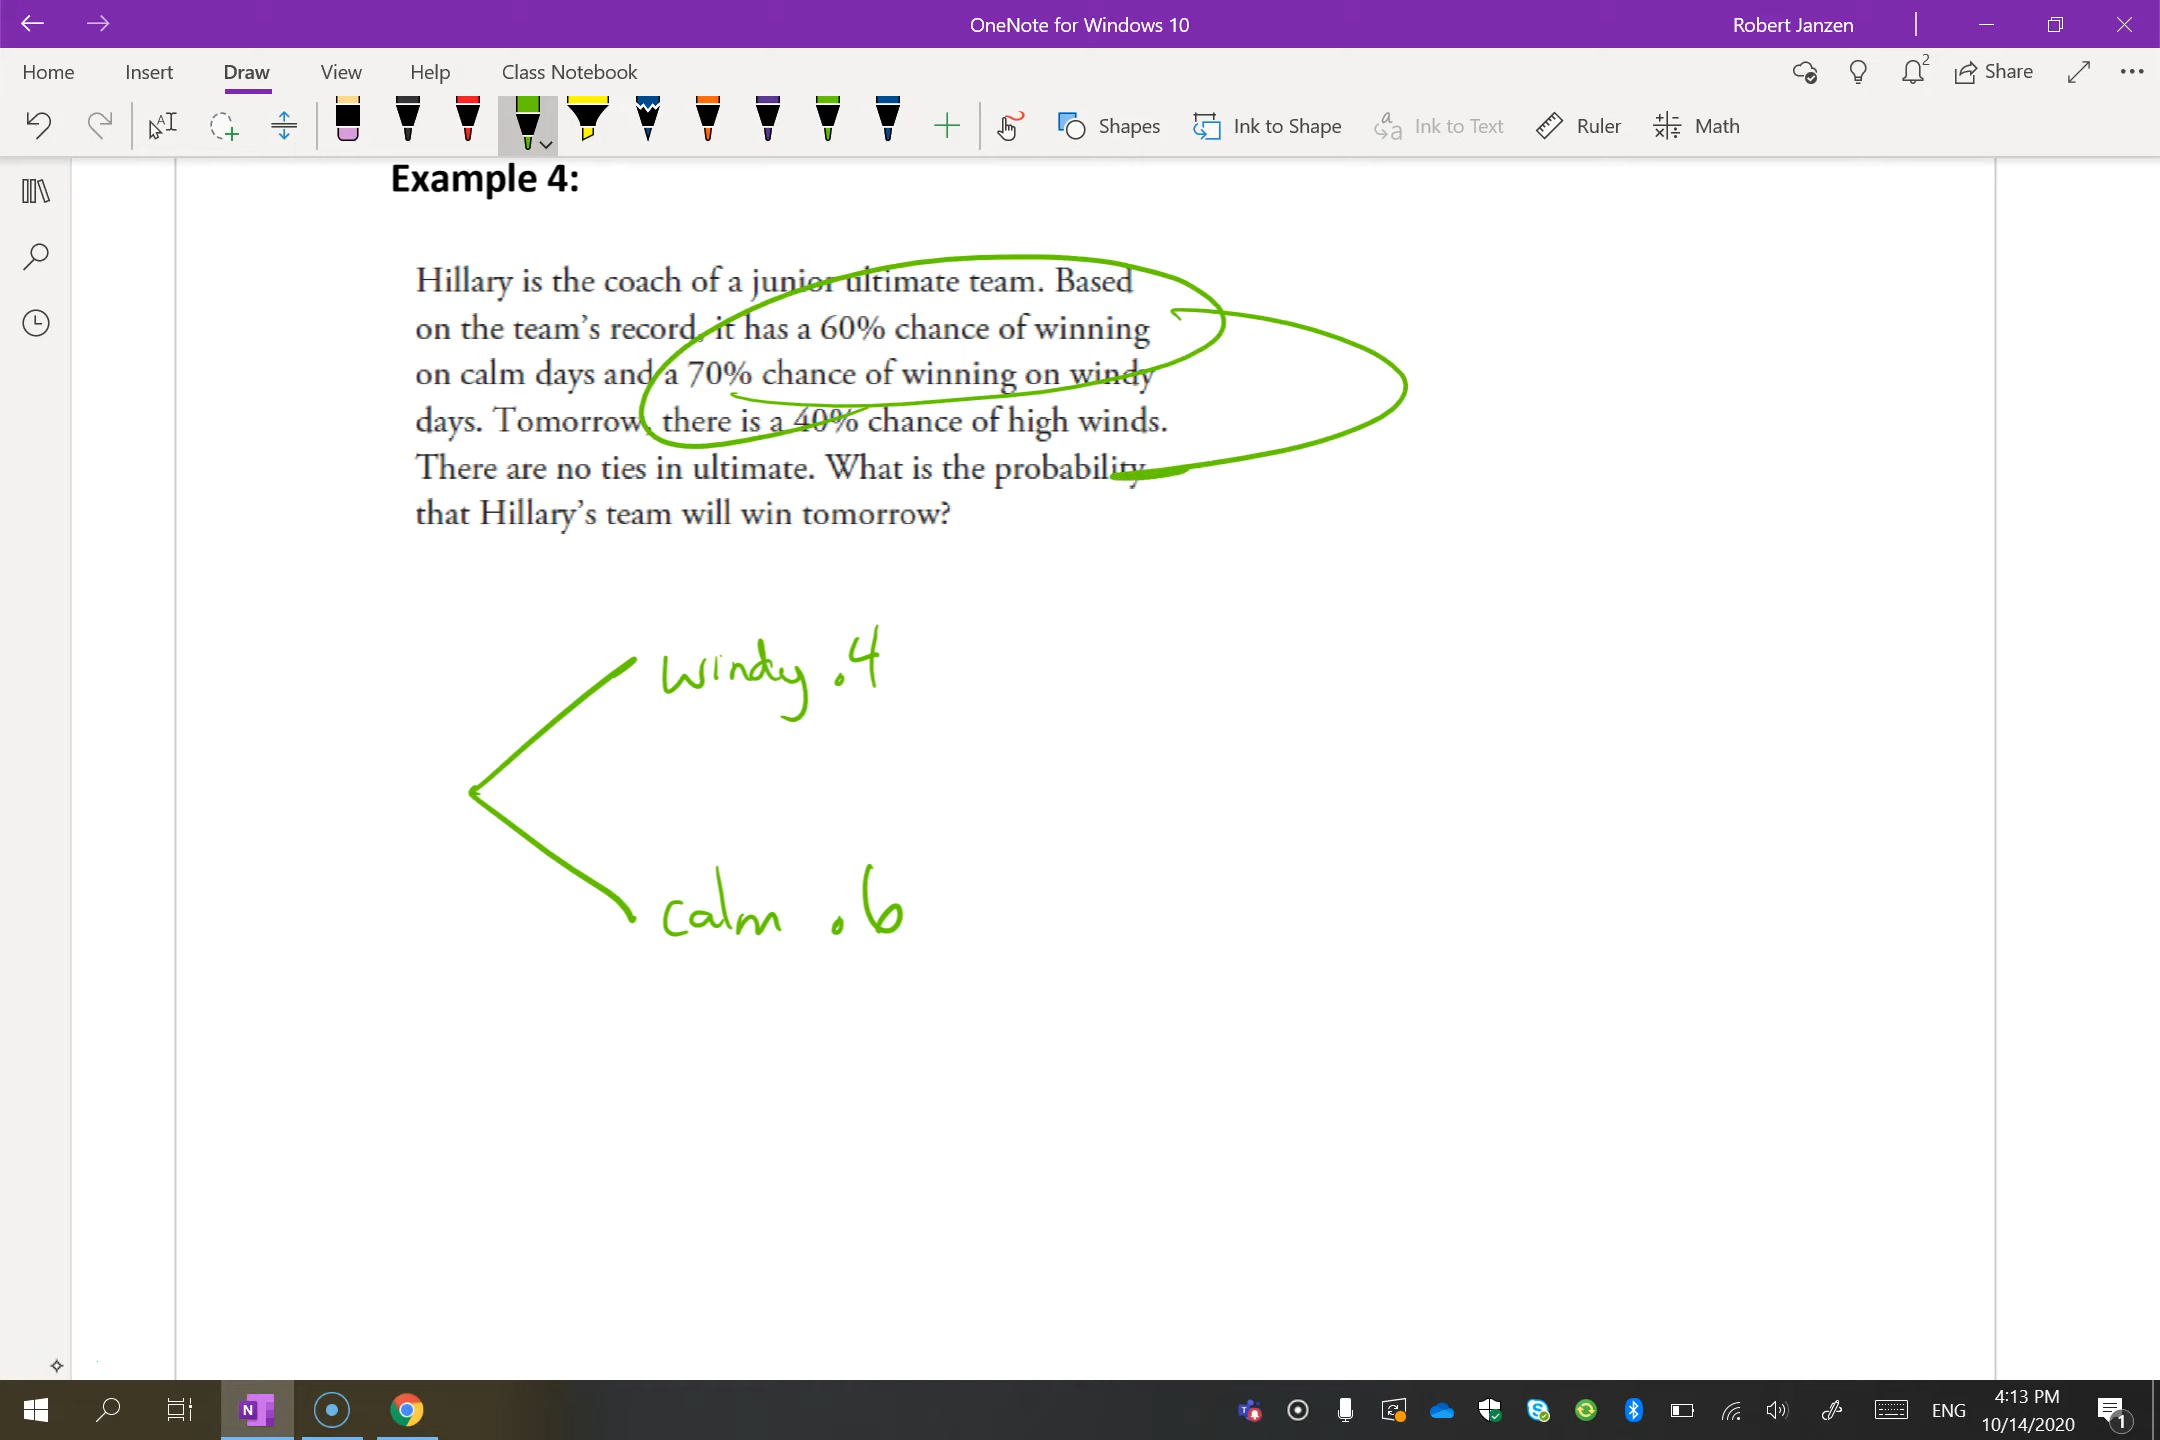 OneNote for Windows 10
Robert Janzen
Home Insert Draw View Help Class Notebook
2
Share
Shapes Ink to Shape Ink to Text Ruler Math
Example 4:
Hillary is the coach of a junior ultimate team. Based
on the team's record, it has a 60% chance of winning
on calm days and a 70% chance of winning on windy
days. Tomorrow, there is a 40% chance of high winds.
There are no ties in ultimate. What is the probability
that Hillary's team will win tomorrow?
windy .4
calm .6
ENG
4:13 PM
10/14/2020
1